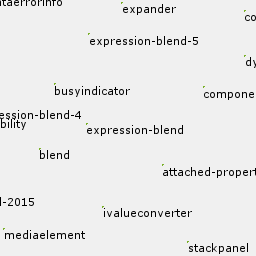 taerrorinfo
expander
co
expression-blend-5
dy
busyindicator
compone
ession-blend-4
bility
expression-blend
blend
attached-propert
l-2015
ivalueconverter
mediaelement
stackpanel